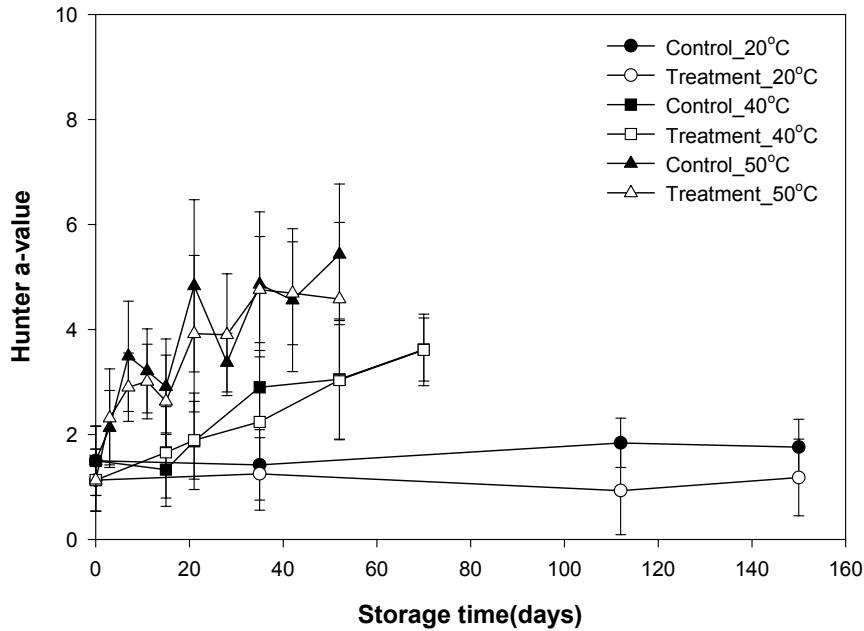 10
8
6
4
2
0
Hunter a-value
Control_20°C
Treatment_20°C
Control_40°C
Treatment_40°C
Control_50°C
Treatment_50°C
0 20 40 60 80 100 120 140 160
Storage time(days)